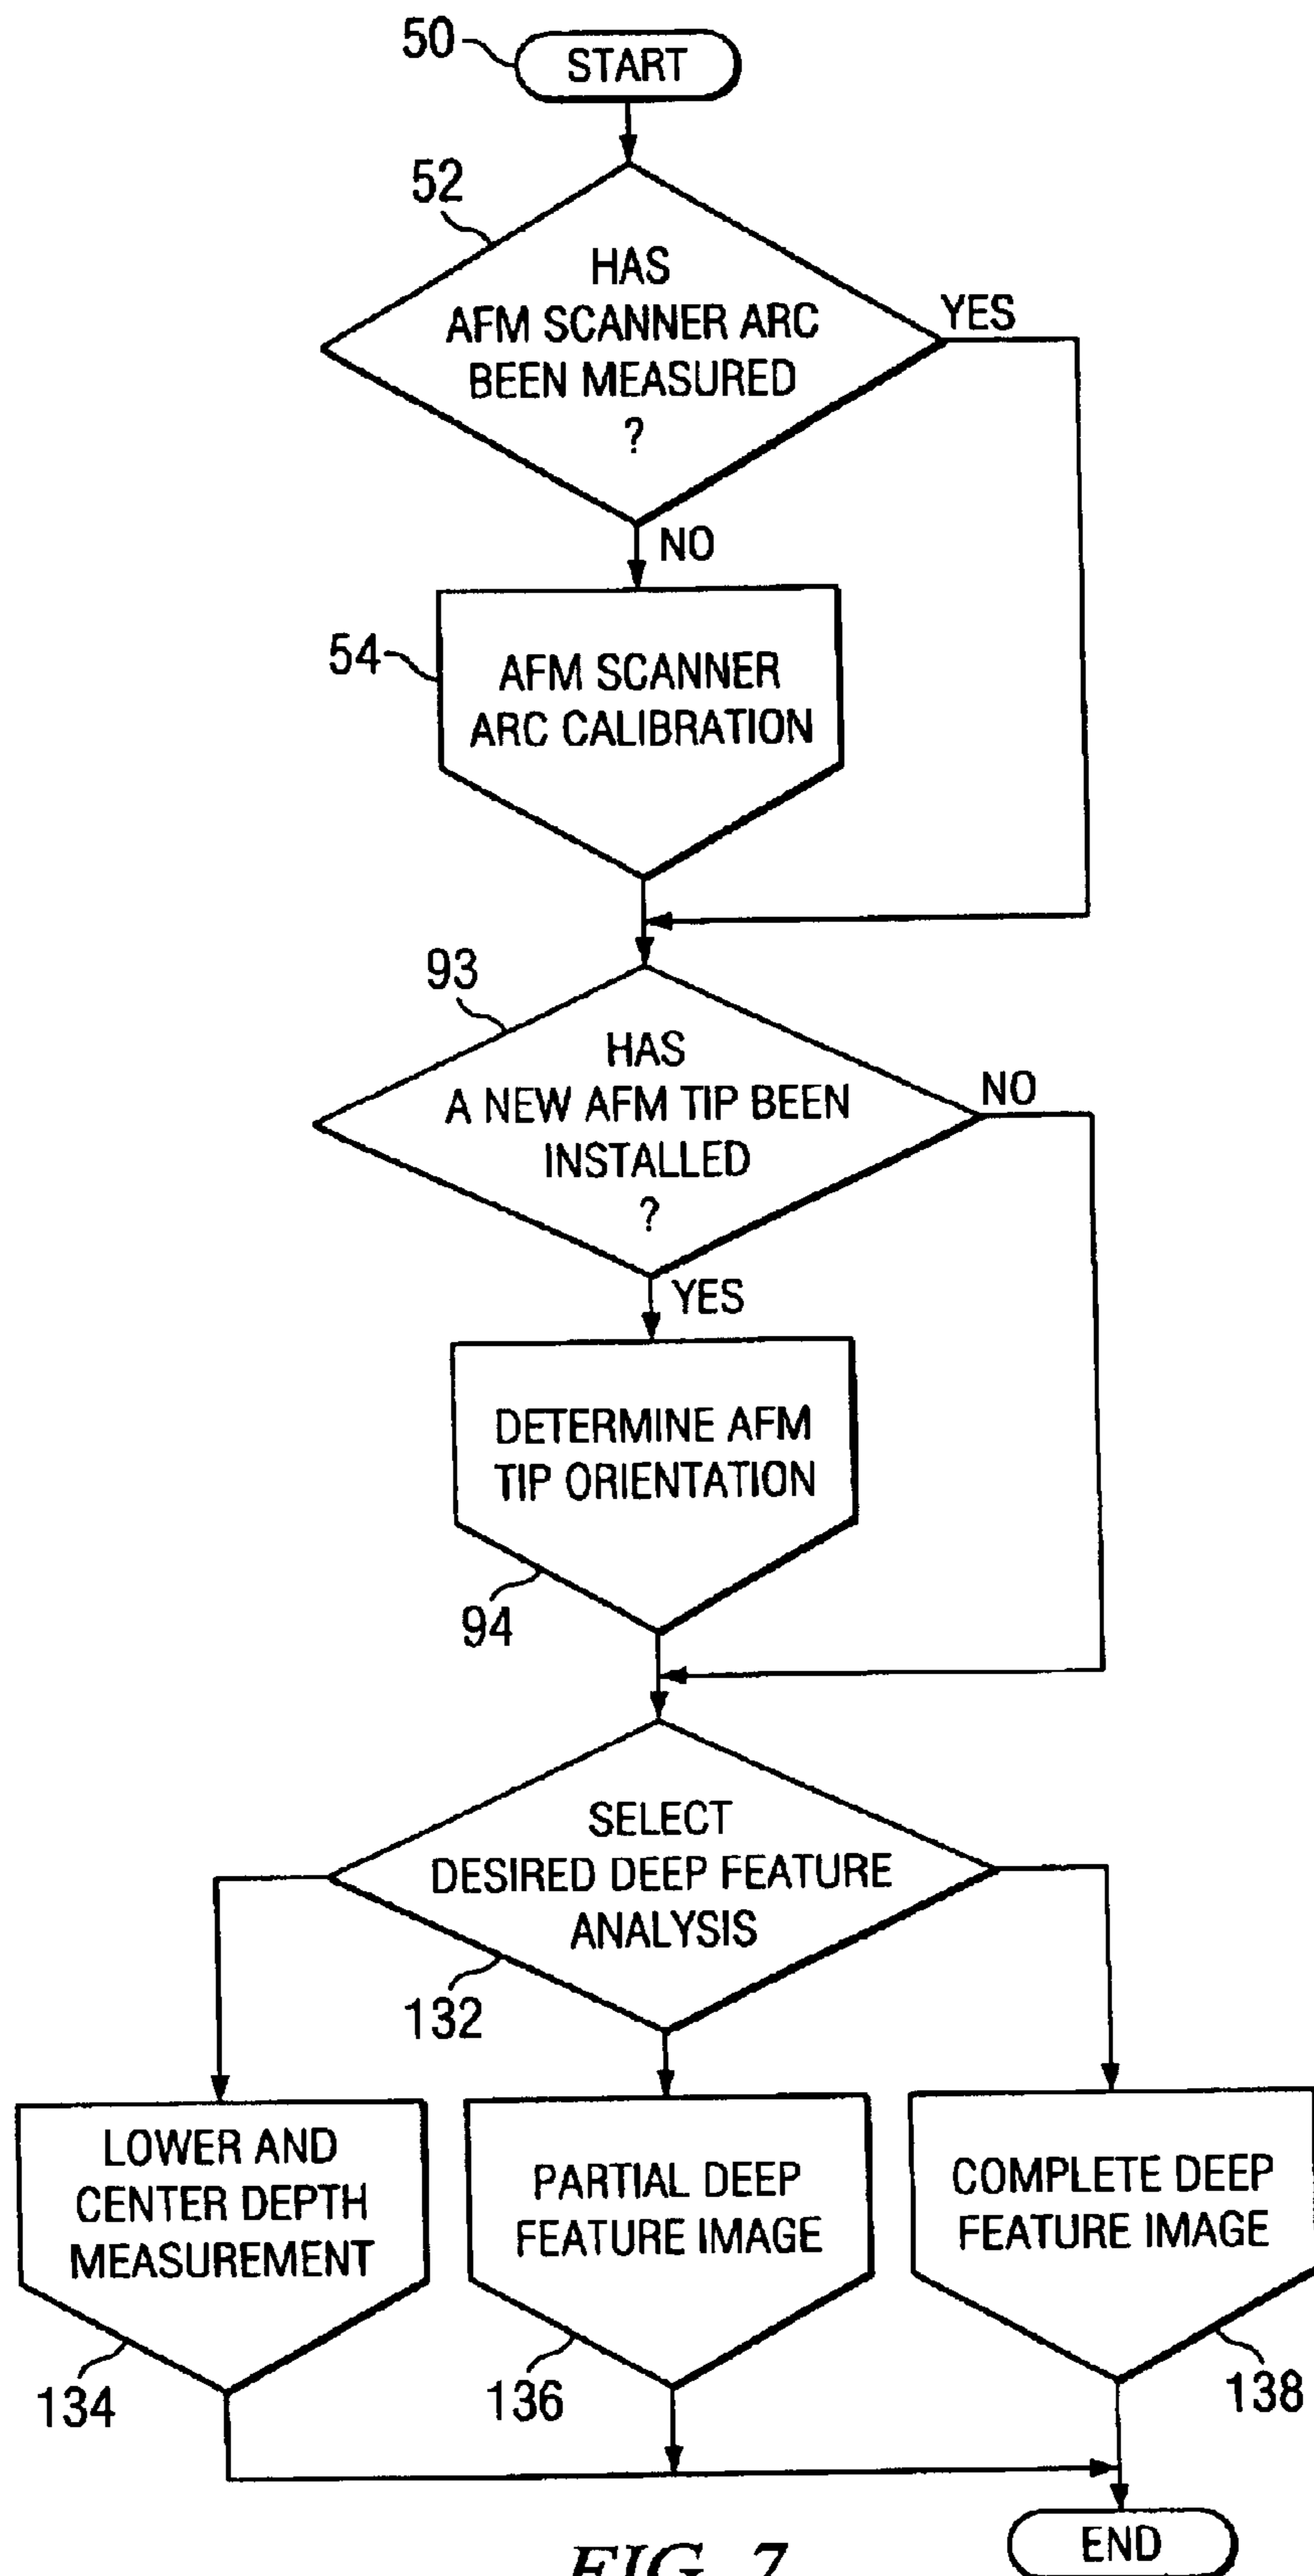 50
START
52
HAS
AFM SCANNER ARC
BEEN MEASURED
?
YES
NO
54
AFM SCANNER
ARC CALIBRATION
93
HAS
A NEW AFM TIP BEEN
INSTALLED
?
NO
YES
DETERMINE AFM
TIP ORIENTATION
94
SELECT
DESIRED DEEP FEATURE
ANALYSIS
132
LOWER AND
CENTER DEPTH
MEASUREMENT
PARTIAL DEEP
FEATURE IMAGE
COMPLETE DEEP
FEATURE IMAGE
134
136
138
END
FIG. 7